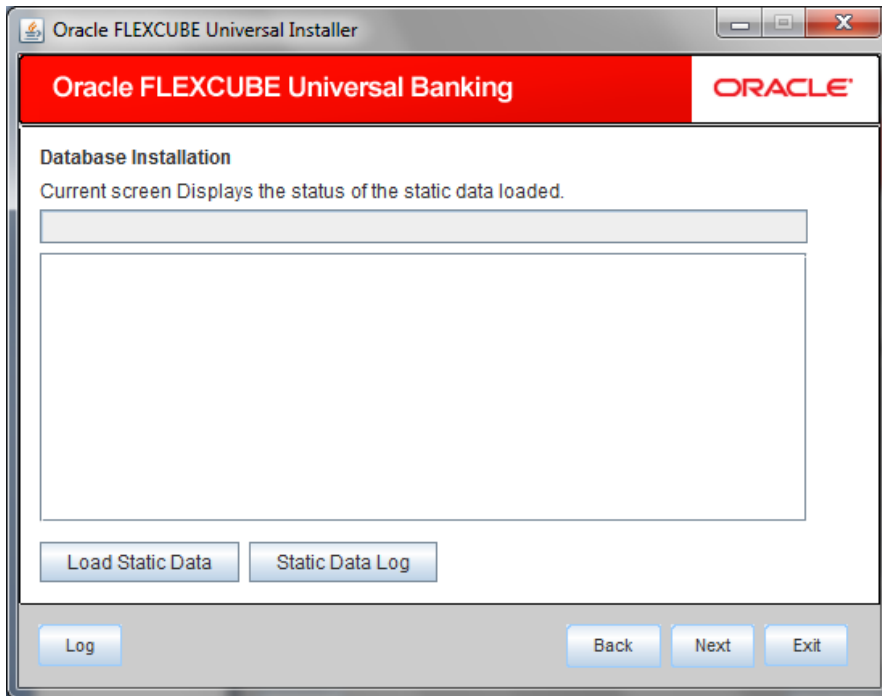 Oracle FLEXCUBE Universal Installer
Oracle FLEXCUBE Universal Banking
ORACLE
Database Installation
Current screen Displays the status of the static data loaded.
Load Static Data
Static Data Log
Log
Back
Next
Exit